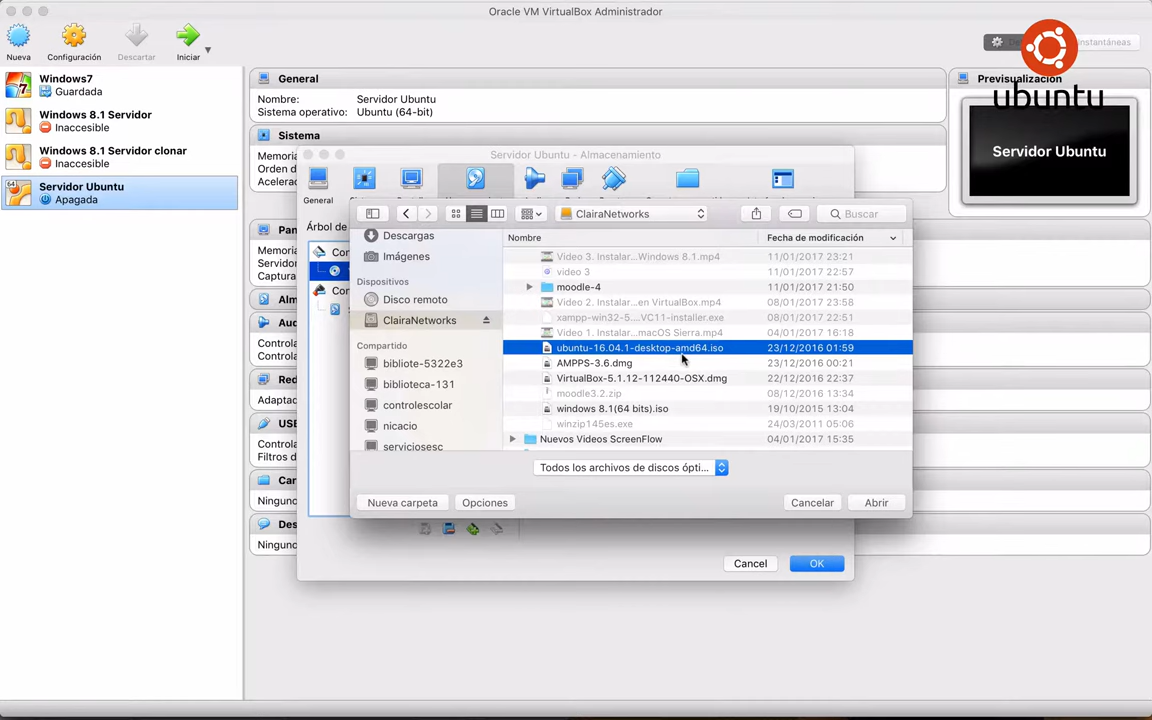 Oracle VM VirtualBox Administrador
Nueva
Configuración
Descartar
Iniciar
Instantáneas
ubuntu
Windows7
Guardada
Windows 8.1 Servidor
Inaccesible
Windows 8.1 Servidor clonar
Inaccesible
64
Servidor Ubuntu
Apagada
General
Nombre: Servidor Ubuntu
Sistema operativo: Ubuntu (64-bit)
Sistema
Memoria
Orden d
Acelera
Pan
Memoria
Servidor
Captura
Alm
Controla
Aud
Controla
Red
Adaptac
USB
Controla
Filtros d
Car
Ninguno
Des
Ninguno
Previsualización
Servidor Ubuntu
Servidor Ubuntu - Almacenamiento
General
Árbol de
Con
Con
ClairaNetworks
Buscar
Descargas
Imágenes
Dispositivos
Disco remoto
ClairaNetworks
Compartido
bibliote-5322e3
biblioteca-131
controlescolar
nicacio
serviciosesc
Nombre Fecha de modificación
Video 3. Instalar...Windows 8.1.mp4 11/01/2017 23:21
video 3 11/01/2017 22:57
moodle-4 11/01/2017 21:50
Video 2. Instalar...en VirtualBox.mp4 08/01/2017 23:58
xampp-win32-5....VC11-installer.exe 08/01/2017 22:51
Video 1. Instalar...macOS Sierra.mp4 04/01/2017 16:18
ubuntu-16.04.1-desktop-amd64.iso 23/12/2016 01:59
AMPPS-3.6.dmg 23/12/2016 00:21
VirtualBox-5.1.12-112440-OSX.dmg 22/12/2016 22:37
moodle3.2.zip 08/12/2016 13:34
windows 8.1(64 bits).iso 19/10/2015 13:04
winzip145es.exe 24/03/2011 05:06
Nuevos Videos ScreenFlow 04/01/2017 15:35
Todos los archivos de discos ópti...
Nueva carpeta
Opciones
Cancelar
Abrir
Cancel
OK